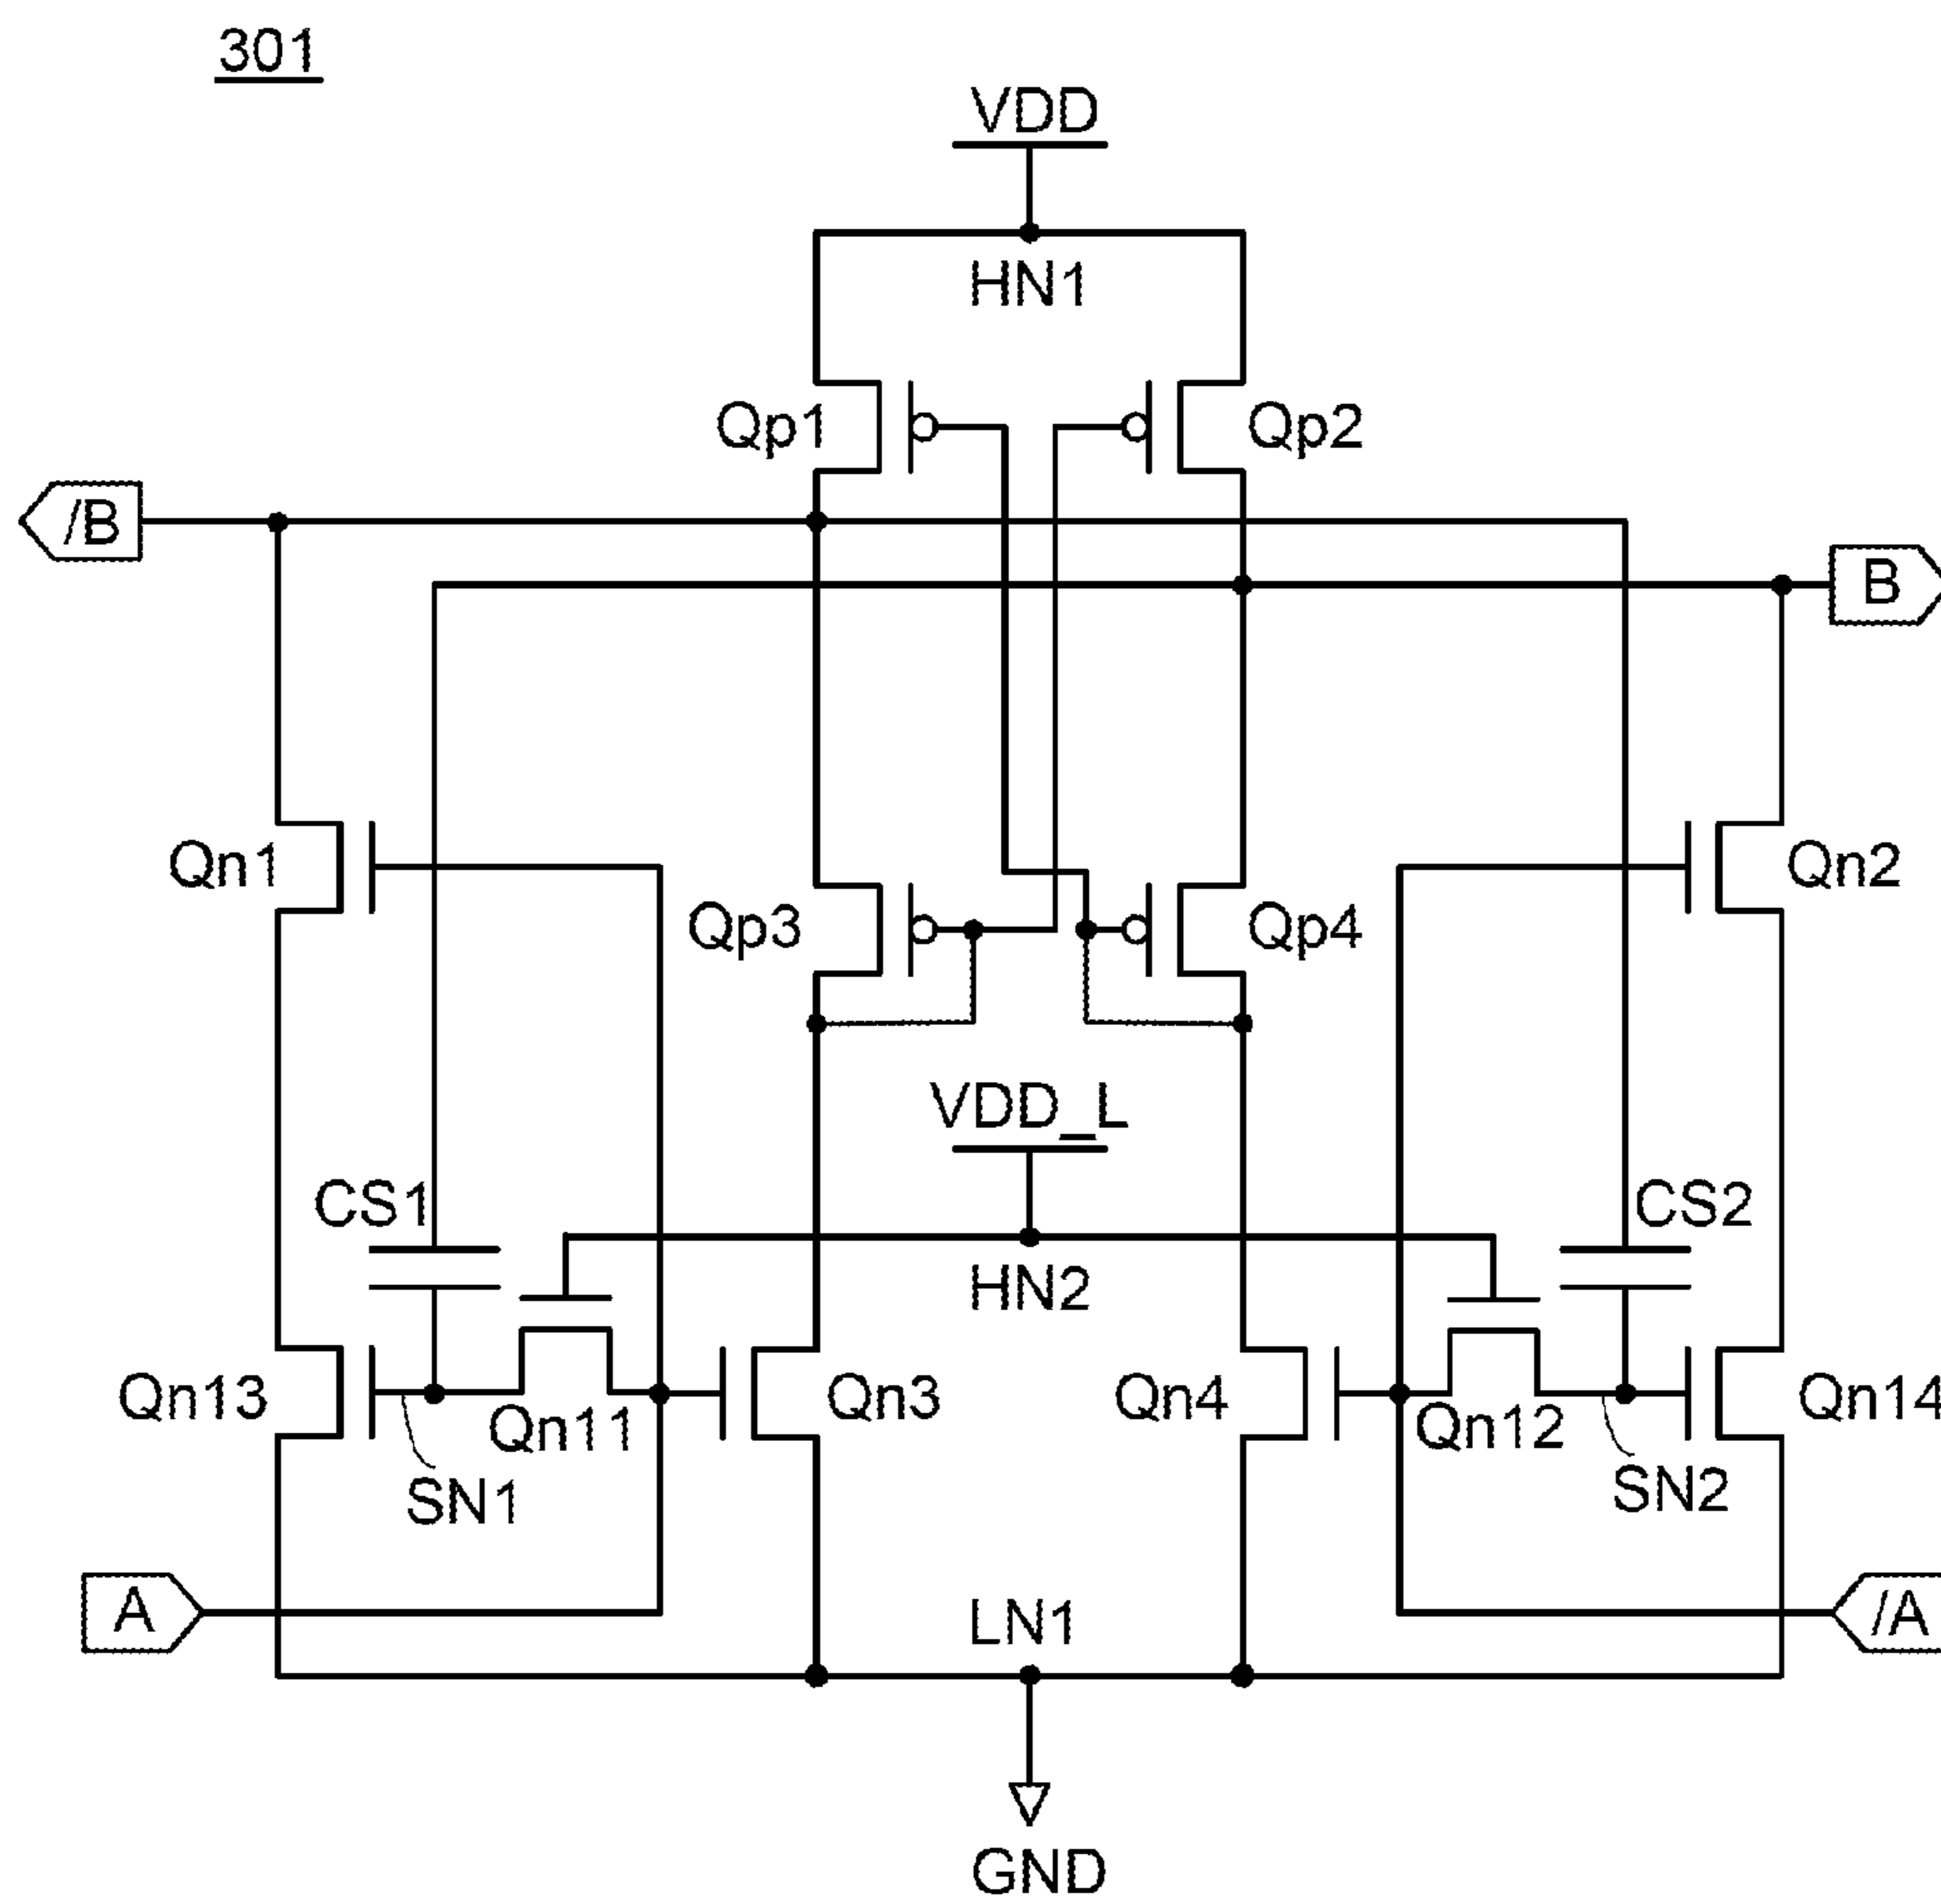 301
VDD
HN1
Qp1
Qp2
/B
B
Qn1
Qn2
Qp3
Qp4
VDD_L
CS1
CS2
HN2
Qn13
Qn11
Qn3
Qn4
Qn12
Qn14
SN1
SN2
A
LN1
/A
GND